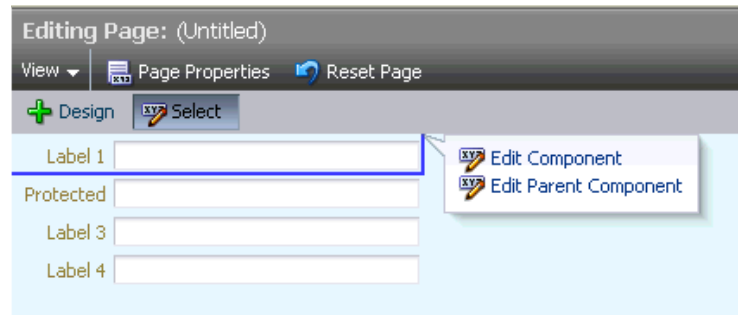 Editing Page: (Untitled)
View Page Properties Reset Page
Design Select
Label 1
Edit Component
Edit Parent Component
Protected
Label 3
Label 4